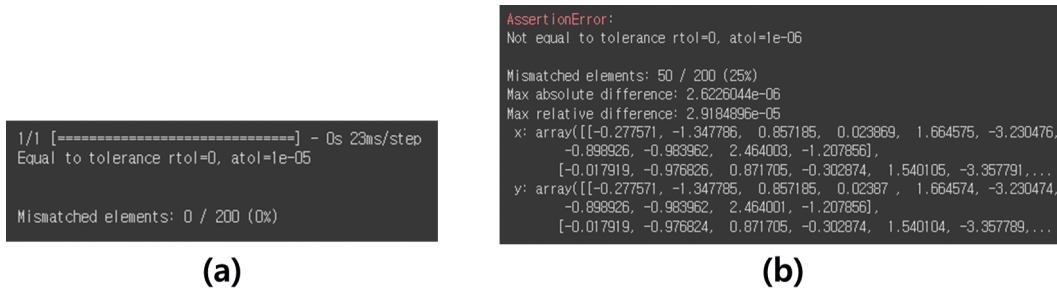 1/1 [==============================] - 0s 23ms/step
Equal to tolerance rtol=0, atol=1e-05
Mismatched elements: 0 / 200 (0%)
(a)
AssertionError:
Not equal to tolerance rtol=0, atol=1e-06
Mismatched elements: 50 / 200 (25%)
Max absolute difference: 2.6226044e-06
Max relative difference: 2.9184896e-05
x: array([[-0.277571, -1.347786, 0.857185, 0.023869, 1.664575, -3.230476,
-0.898926, -0.983962, 2.464003, -1.207856],
[-0.017919, -0.976826, 0.871705, -0.302874, 1.540105, -3.357791,...
y: array([[-0.277571, -1.347785, 0.857185, 0.02387 , 1.664574, -3.230474,
-0.898926, -0.983962, 2.464001, -1.207856],
[-0.017919, -0.976824, 0.871705, -0.302874, 1.540104, -3.357789,...
(b)